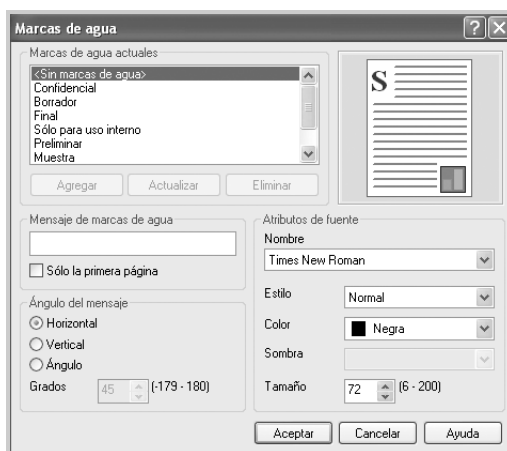 Marcas de agua
Marcas de agua actuales
<Sin marcas de agua>
Confidencial
Borrador
Final
Sólo para uso interno
Preliminar
Muestra
Agregar Actualizar Eliminar
S
Mensaje de marcas de agua
Sólo la primera página
Ángulo del mensaje
Horizontal
Vertical
Ángulo
Grados 45 (-179 - 180)
Atributos de fuente
Nombre
Times New Roman
Estilo Normal
Color Negra
Sombra
Tamaño 72 (6 - 200)
Aceptar Cancelar Ayuda